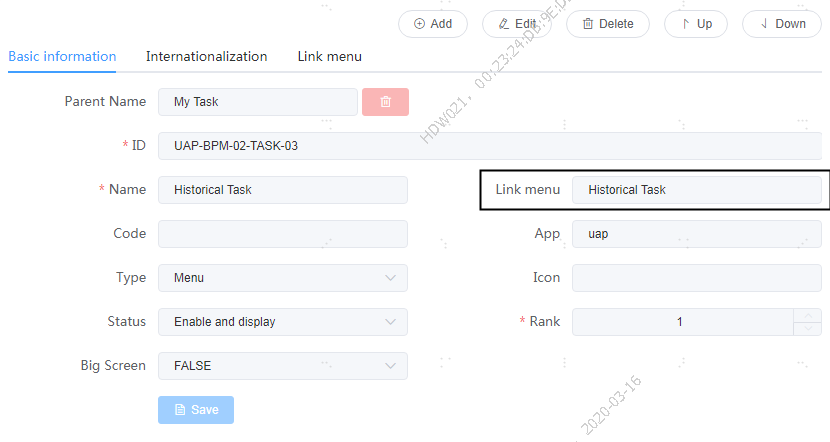 Add Edit Delete Up Down
Basic information Internationalization Link menu
Parent Name My Task
* ID UAP-BPM-02-TASK-03
* Name Historical Task Link menu Historical Task
Code App uap
Type Menu Icon
Status Enable and display * Rank 1
Big Screen FALSE
Save
HDW021, 00:23:24:DB:9E:D
2020-03-16